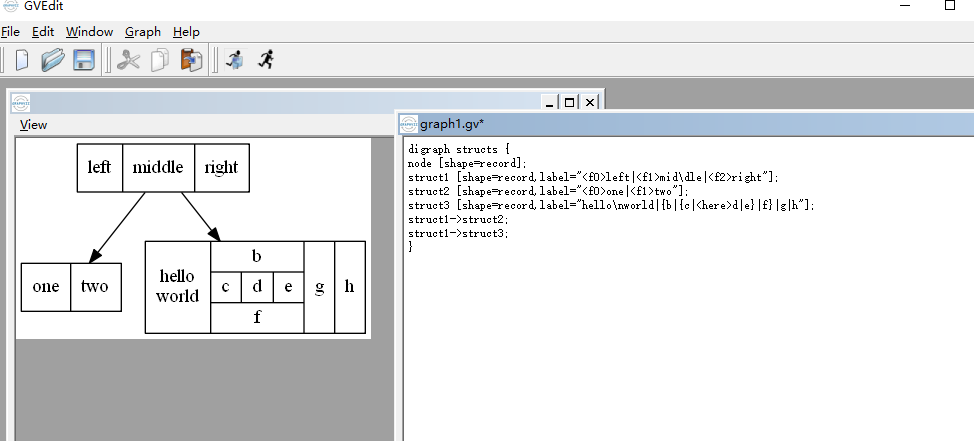 GVEdit
File Edit Window Graph Help
View
left middle right
one two
hello
world
b
c d e
f
g h
graph1.gv*
digraph structs {
node [shape=record];
struct1 [shape=record,label="<f0>left|<f1>mid\dle|<f2>right"];
struct2 [shape=record,label="<f0>one|<f1>two"];
struct3 [shape=record,label="hello\nworld|{b|{c|<here>d|e}|f}|g|h"];
struct1->struct2;
struct1->struct3;
}